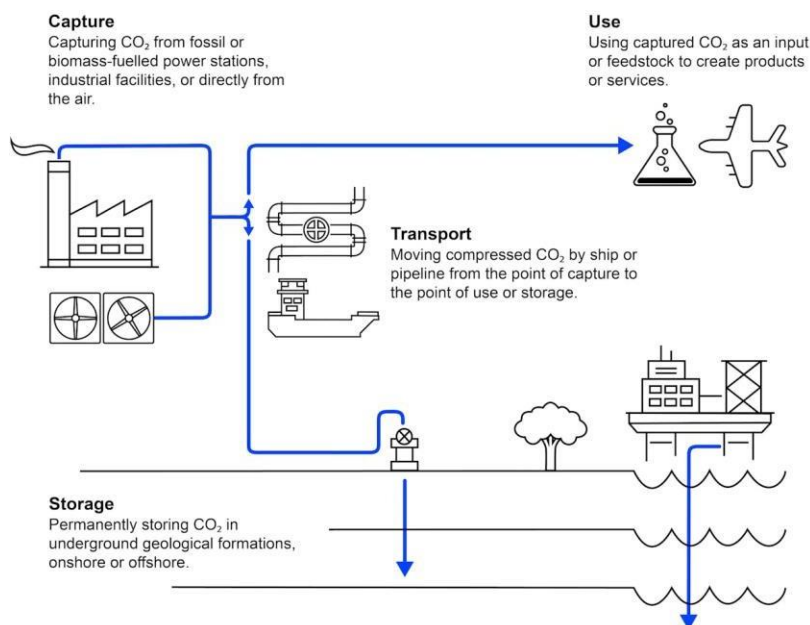 Capture
Capturing CO₂ from fossil or
biomass-fuelled power stations,
industrial facilities, or directly from
the air.
Use
Using captured CO₂ as an input
or feedstock to create products
or services.
Transport
Moving compressed CO₂ by ship or
pipeline from the point of capture to
the point of use or storage.
Storage
Permanently storing CO₂ in
underground geological formations,
onshore or offshore.